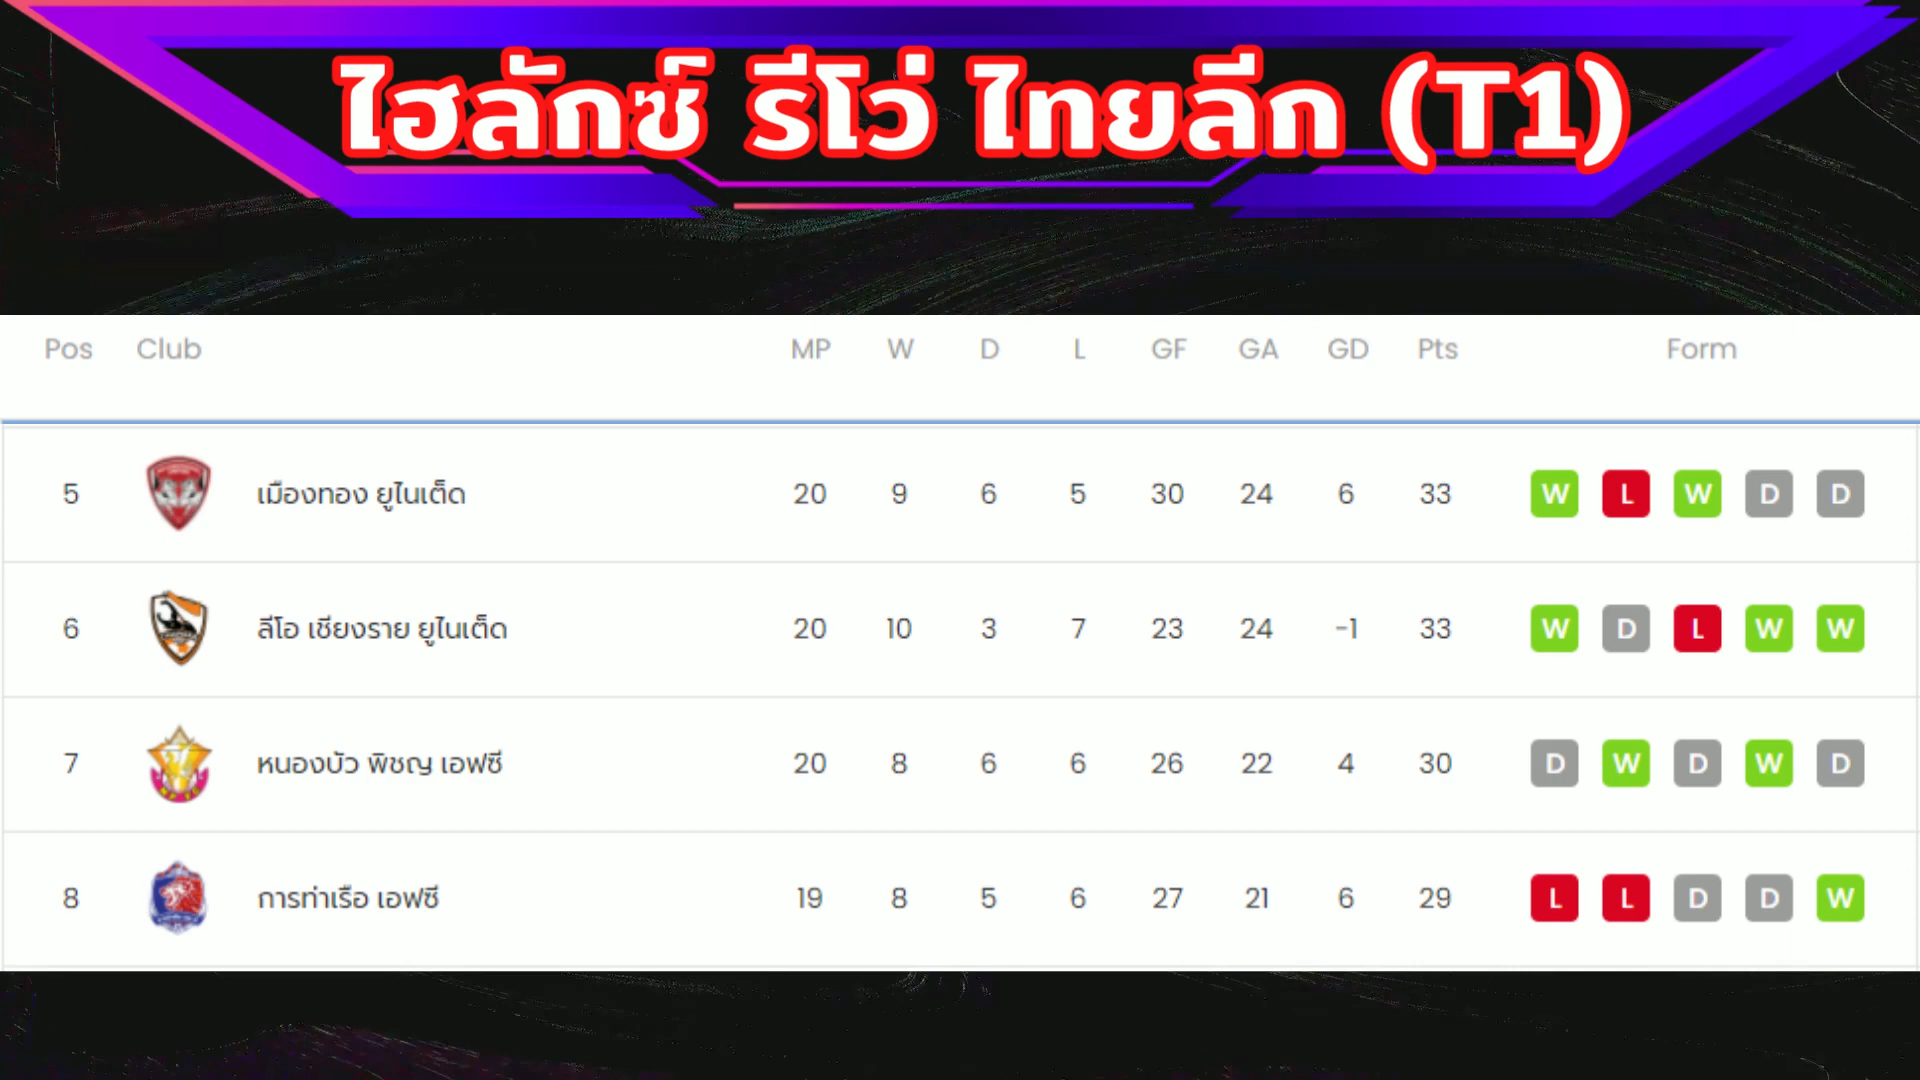 ไฮลักซ์ รีโว่ ไทยลีก (T1)
Pos Club MP W D L GF GA GD Pts Form
5 เมืองทอง ยูไนเต็ด 20 9 6 5 30 24 6 33 W L W D D
6 ลีโอ เชียงราย ยูไนเต็ด 20 10 3 7 23 24 -1 33 W D L W W
7 หนองบัว พิชญ เอฟซี 20 8 6 6 26 22 4 30 D W D W D
8 การท่าเรือ เอฟซี 19 8 5 6 27 21 6 29 L L D D W